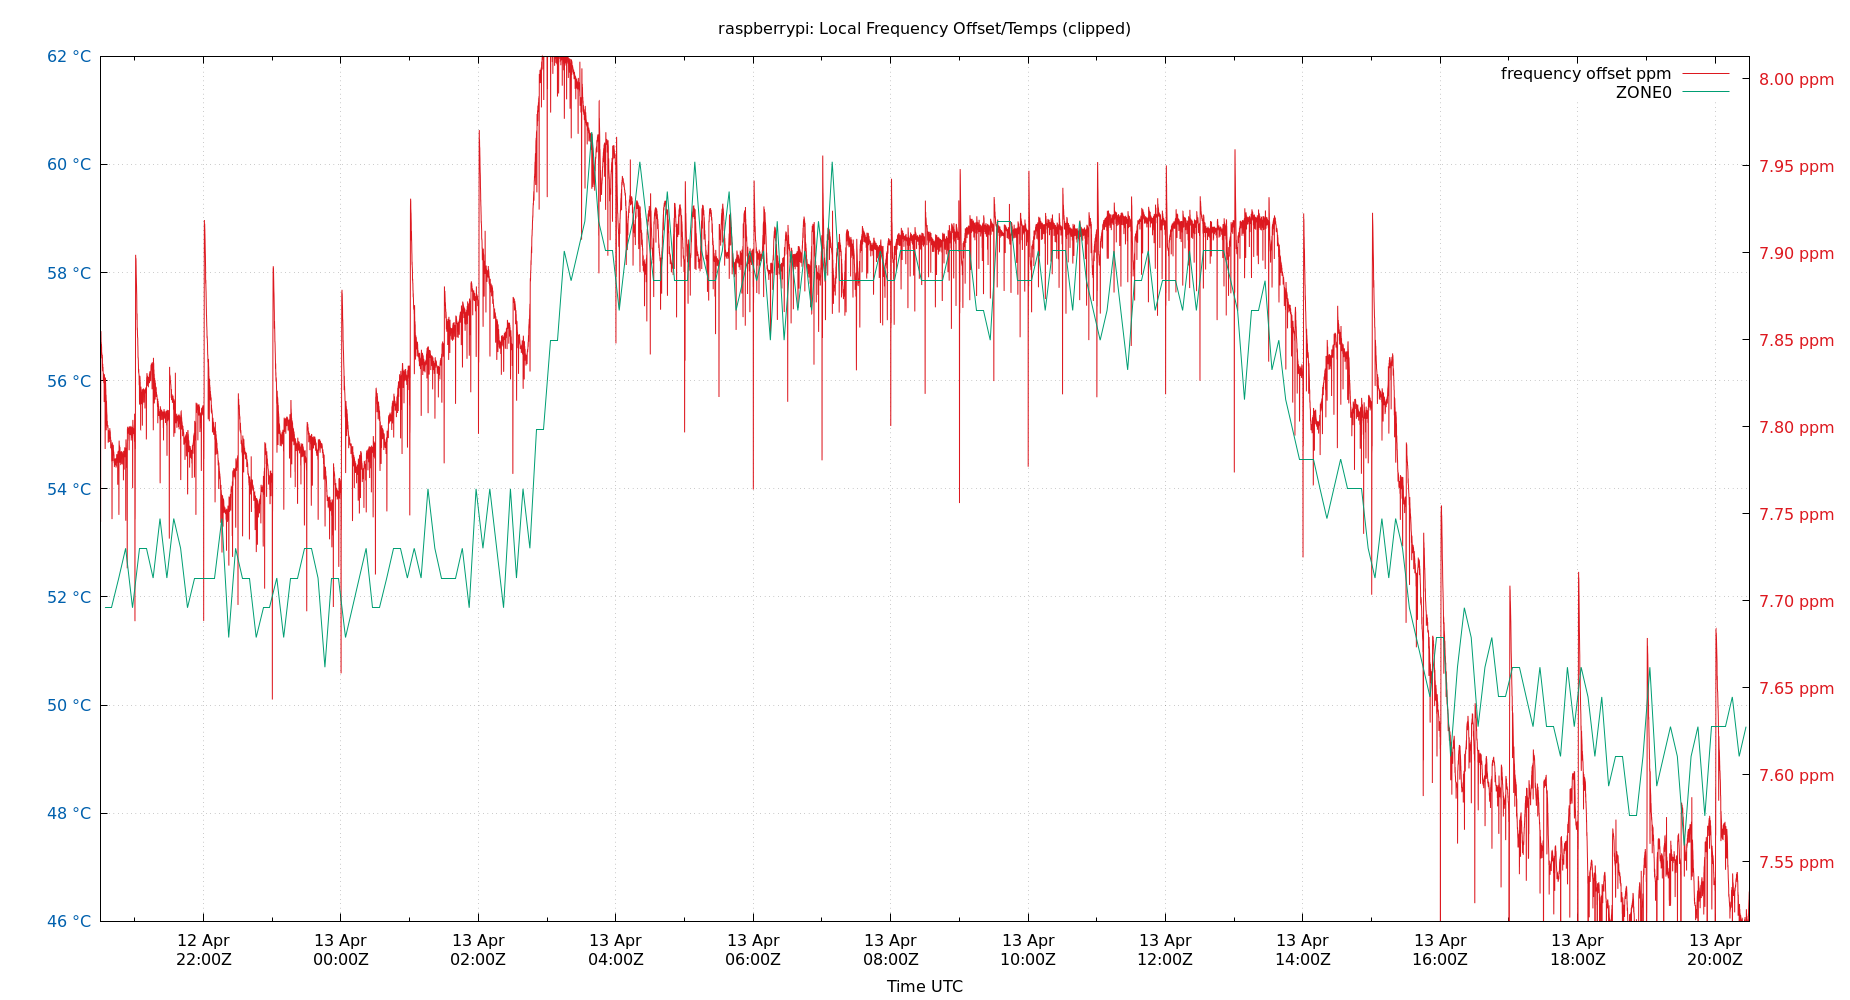 raspberrypi: Local Frequency Offset/Temps (clipped)
frequency offset ppm
ZONE0
62 °C
60 °C
58 °C
56 °C
54 °C
52 °C
50 °C
48 °C
46 °C
8.00 ppm
7.95 ppm
7.90 ppm
7.85 ppm
7.80 ppm
7.75 ppm
7.70 ppm
7.65 ppm
7.60 ppm
7.55 ppm
12 Apr
22:00Z
13 Apr
00:00Z
13 Apr
02:00Z
13 Apr
04:00Z
13 Apr
06:00Z
13 Apr
08:00Z
13 Apr
10:00Z
13 Apr
12:00Z
13 Apr
14:00Z
13 Apr
16:00Z
13 Apr
18:00Z
13 Apr
20:00Z
Time UTC